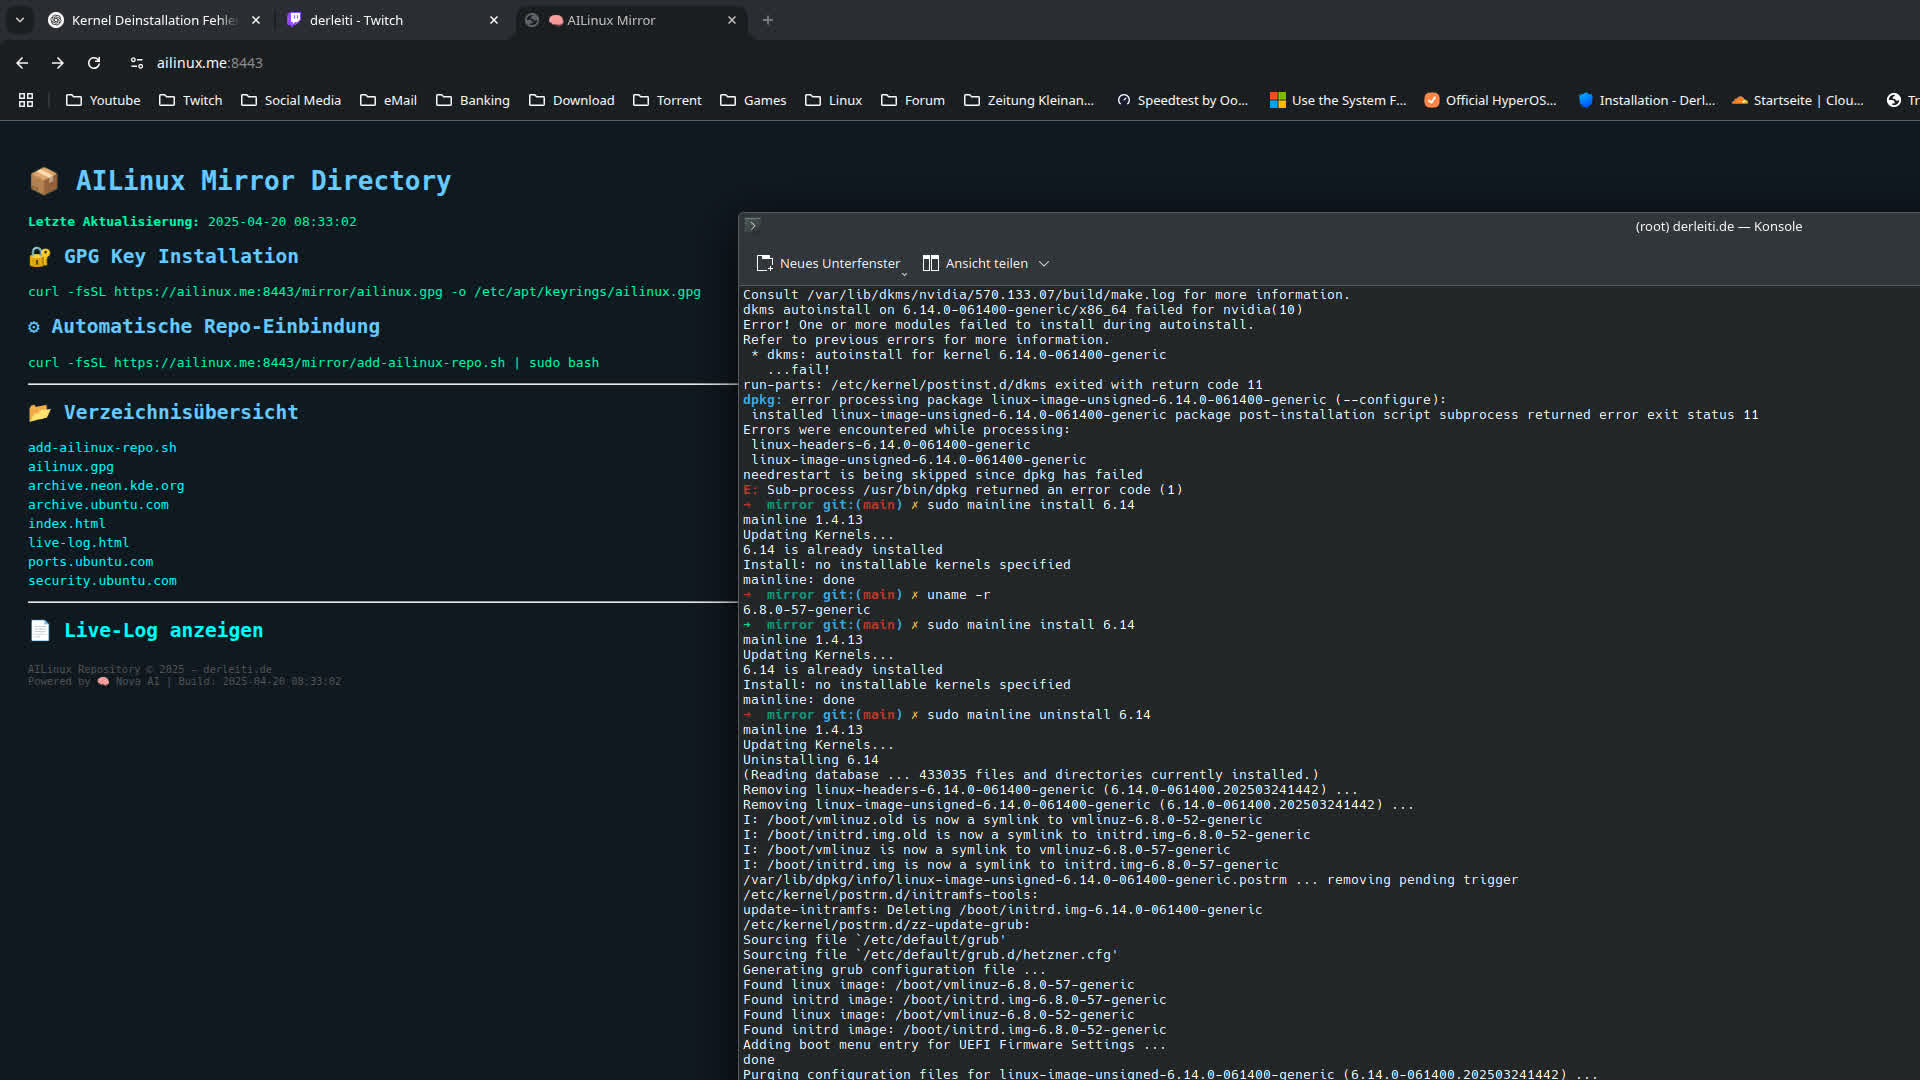 Kernel Deinstallation Fehle
derleiti - Twitch
AILinux Mirror
ailinux.me:8443
Youtube
Twitch
Social Media
eMail
Banking
Download
Torrent
Games
Linux
Forum
Zeitung Kleinan...
Speedtest by Oo...
Use the System F...
Official HyperOS...
Installation - Derl...
Startseite | Clou...
Tr
AILinux Mirror Directory
Letzte Aktualisierung: 2025-04-20 08:33:02
GPG Key Installation
curl -fsSL https://ailinux.me:8443/mirror/ailinux.gpg -o /etc/apt/keyrings/ailinux.gpg
Automatische Repo-Einbindung
curl -fsSL https://ailinux.me:8443/mirror/add-ailinux-repo.sh | sudo bash
Verzeichnisübersicht
add-ailinux-repo.sh
ailinux.gpg
archive.neon.kde.org
archive.ubuntu.com
index.html
live-log.html
ports.ubuntu.com
security.ubuntu.com
Live-Log anzeigen
AILinux Repository © 2025 — derleiti.de
Powered by 🧠 Nova AI | Build: 2025-04-20 08:33:02
(root) derleiti.de — Konsole
Neues Unterfenster
Ansicht teilen
Consult /var/lib/dkms/nvidia/570.133.07/build/make.log for more information.
dkms autoinstall on 6.14.0-061400-generic/x86_64 failed for nvidia(10)
Error! One or more modules failed to install during autoinstall.
Refer to previous errors for more information.
* dkms: autoinstall for kernel 6.14.0-061400-generic
...fail!
run-parts: /etc/kernel/postinst.d/dkms exited with return code 11
dpkg: error processing package linux-image-unsigned-6.14.0-061400-generic (--configure):
installed linux-image-unsigned-6.14.0-061400-generic package post-installation script subprocess returned error exit status 11
Errors were encountered while processing:
linux-headers-6.14.0-061400-generic
linux-image-unsigned-6.14.0-061400-generic
needrestart is being skipped since dpkg has failed
E: Sub-process /usr/bin/dpkg returned an error code (1)
→ mirror git:(main) ✗ sudo mainline install 6.14
mainline 1.4.13
Updating Kernels...
6.14 is already installed
Install: no installable kernels specified
mainline: done
→ mirror git:(main) ✗ uname -r
6.8.0-57-generic
→ mirror git:(main) ✗ sudo mainline install 6.14
mainline 1.4.13
Updating Kernels...
6.14 is already installed
Install: no installable kernels specified
mainline: done
→ mirror git:(main) ✗ sudo mainline uninstall 6.14
mainline 1.4.13
Updating Kernels...
Uninstalling 6.14
(Reading database ... 433035 files and directories currently installed.)
Removing linux-headers-6.14.0-061400-generic (6.14.0-061400.202503241442) ...
Removing linux-image-unsigned-6.14.0-061400-generic (6.14.0-061400.202503241442) ...
I: /boot/vmlinuz.old is now a symlink to vmlinuz-6.8.0-52-generic
I: /boot/initrd.img.old is now a symlink to initrd.img-6.8.0-52-generic
I: /boot/vmlinuz is now a symlink to vmlinuz-6.8.0-57-generic
I: /boot/initrd.img is now a symlink to initrd.img-6.8.0-57-generic
/var/lib/dpkg/info/linux-image-unsigned-6.14.0-061400-generic.postrm ... removing pending trigger
/etc/kernel/postrm.d/initramfs-tools:
update-initramfs: Deleting /boot/initrd.img-6.14.0-061400-generic
/etc/kernel/postrm.d/zz-update-grub:
Sourcing file `/etc/default/grub'
Sourcing file `/etc/default/grub.d/hetzner.cfg'
Generating grub configuration file ...
Found linux image: /boot/vmlinuz-6.8.0-57-generic
Found initrd image: /boot/initrd.img-6.8.0-57-generic
Found linux image: /boot/vmlinuz-6.8.0-52-generic
Found initrd image: /boot/initrd.img-6.8.0-52-generic
Adding boot menu entry for UEFI Firmware Settings ...
done
Purging configuration files for linux-image-unsigned-6.14.0-061400-generic (6.14.0-061400.202503241442) ...